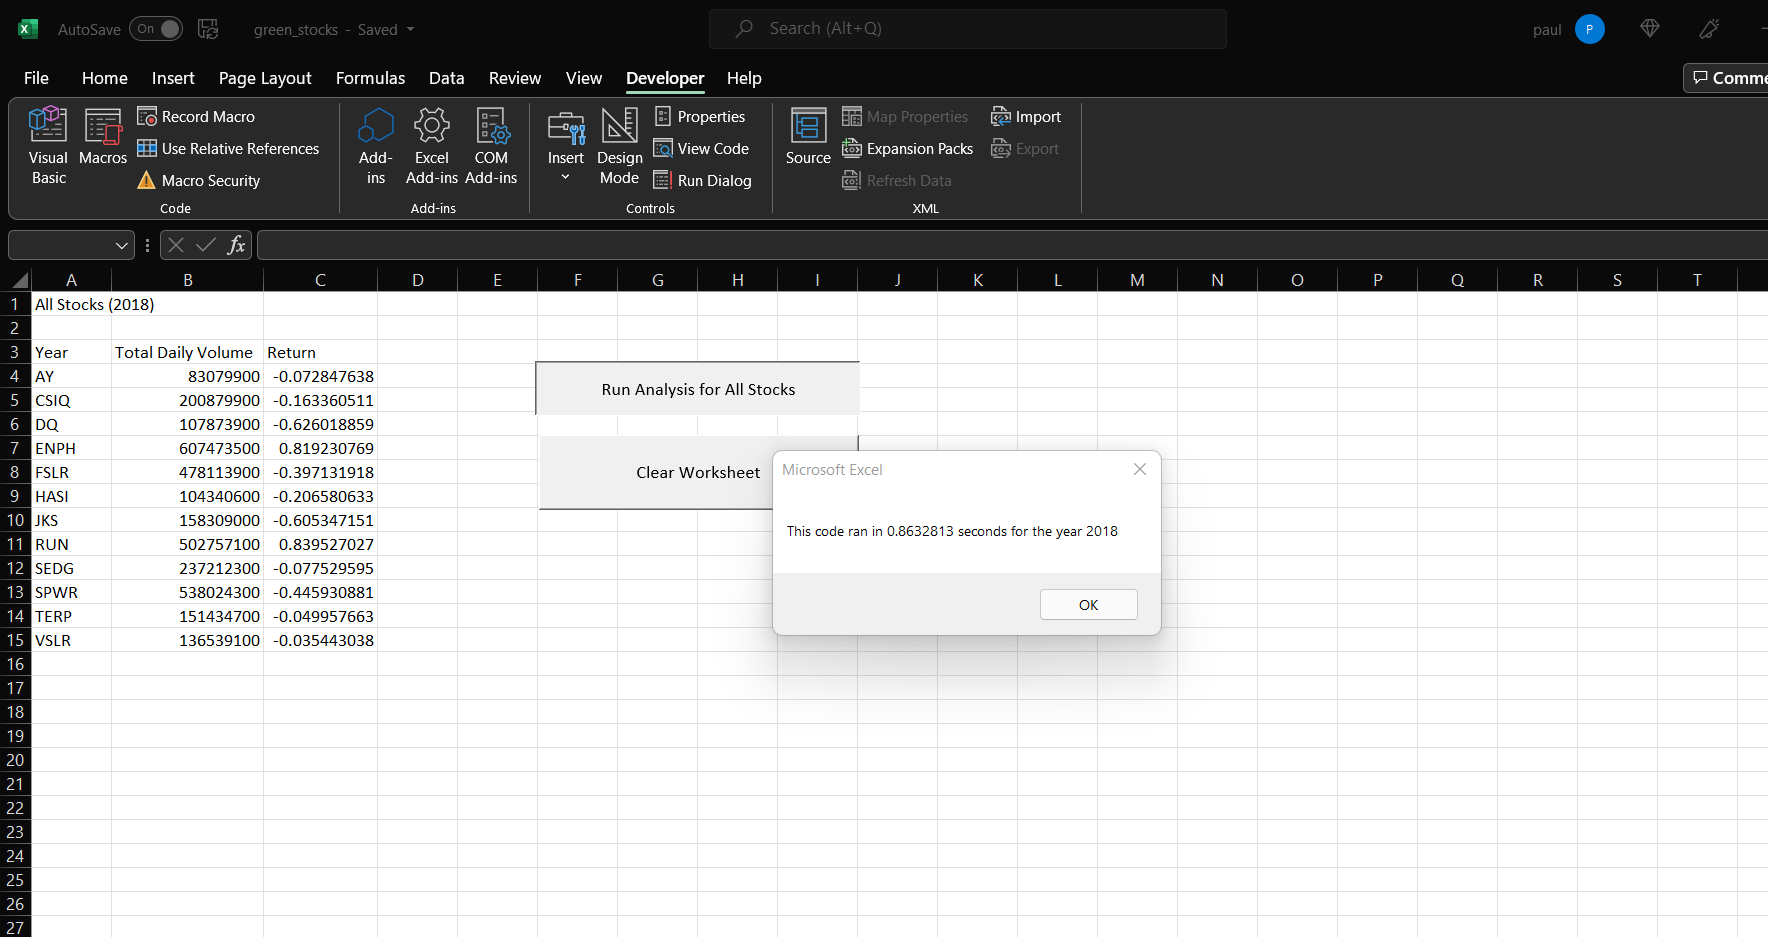 AutoSave On green_stocks - Saved Search (Alt+Q) paul P
File Home Insert Page Layout Formulas Data Review View Developer Help Comme
Visual Basic
Macros
Record Macro
Use Relative References
Macro Security
Code
Add-ins
Excel Add-ins
COM Add-ins
Add-ins
Insert
Design Mode
Properties
View Code
Run Dialog
Controls
Source
Map Properties
Expansion Packs
Refresh Data
Import
Export
XML
fx
A B C D E F G H I J K L M N O P Q R S T
1 All Stocks (2018)
2
3 Year Total Daily Volume Return
4 AY 83079900 -0.072847638
5 CSIQ 200879900 -0.163360511
6 DQ 107873900 -0.626018859
7 ENPH 607473500 0.819230769
8 FSLR 478113900 -0.397131918
9 HASI 104340600 -0.206580633
10 JKS 158309000 -0.605347151
11 RUN 502757100 0.839527027
12 SEDG 237212300 -0.077529595
13 SPWR 538024300 -0.445930881
14 TERP 151434700 -0.049957663
15 VSLR 136539100 -0.035443038
16
17
18
19
20
21
22
23
24
25
26
27
Run Analysis for All Stocks
Clear Worksheet
Microsoft Excel
This code ran in 0.8632813 seconds for the year 2018
OK